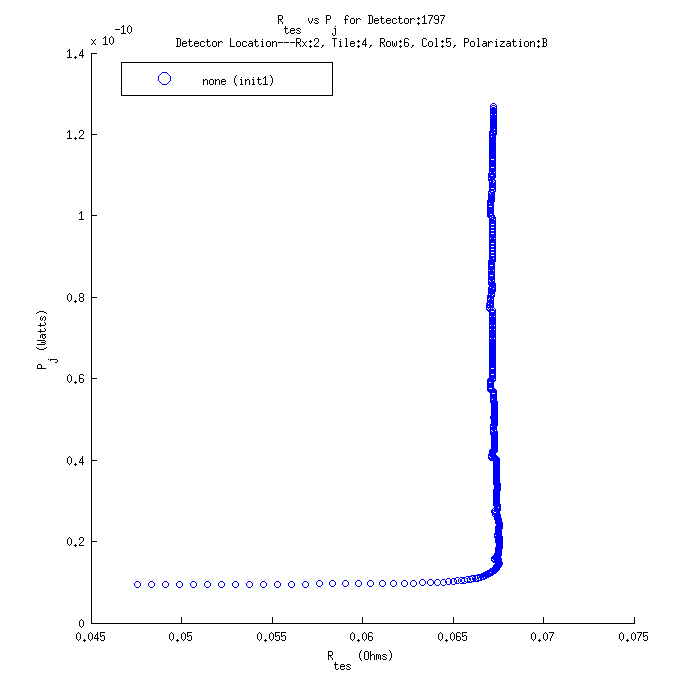 R_tes vs P_j for Detector:1797
Detector Location---Rx:2, Tile:4, Row:6, Col:5, Polarization:B
x 10^-10
none (init1)
1.4
1.2
1
0.8
0.6
0.4
0.2
0
P_j (Watts)
0.045 0.05 0.055 0.06 0.065 0.07 0.075
R_tes (Ohms)